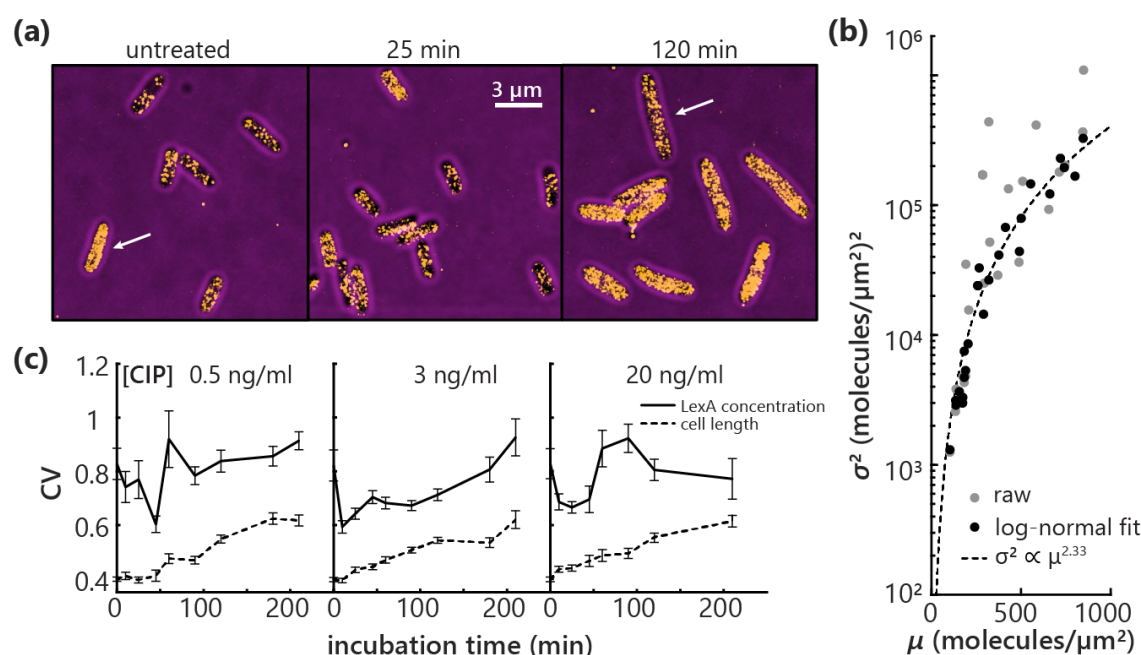 (a)
untreated
25 min
120 min
3 µm
(b)
10⁶
10⁵
10⁴
10³
10²
σ² (molecules/µm²)²
raw
log-normal fit
σ² ∝ μ²·³³
0
500
1000
μ (molecules/µm²)
(c)
1.2
1
0.8
0.6
0.4
CV
[CIP] 0.5 ng/ml
3 ng/ml
20 ng/ml
LexA concentration
cell length
0 100 200
0 100 200
0 100 200
incubation time (min)